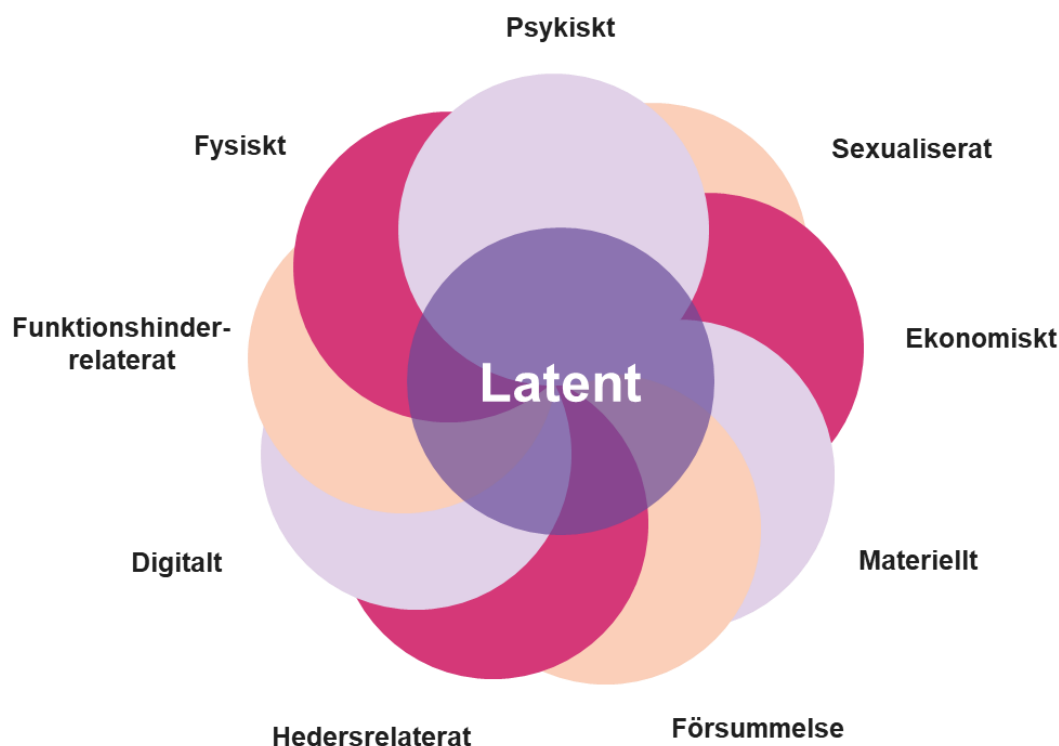 Psykiskt
Fysiskt
Sexualiserat
Funktionshinder-
relaterat
Ekonomiskt
Latent
Digitalt
Materiellt
Hedersrelaterat
Försummelse